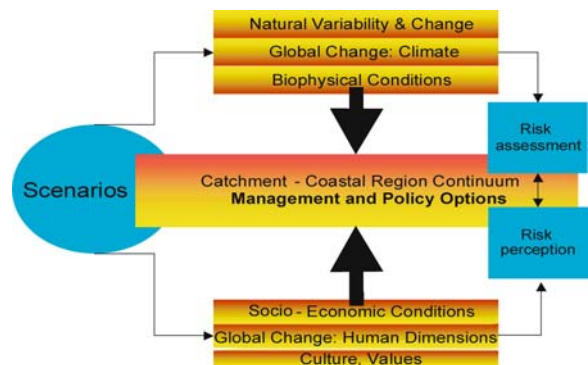 Natural Variability & Change
Global Change: Climate
Biophysical Conditions
Risk
assessment
Scenarios
Catchment - Coastal Region Continuum
Management and Policy Options
Risk
perception
Socio - Economic Conditions
Global Change: Human Dimensions
Culture, Values